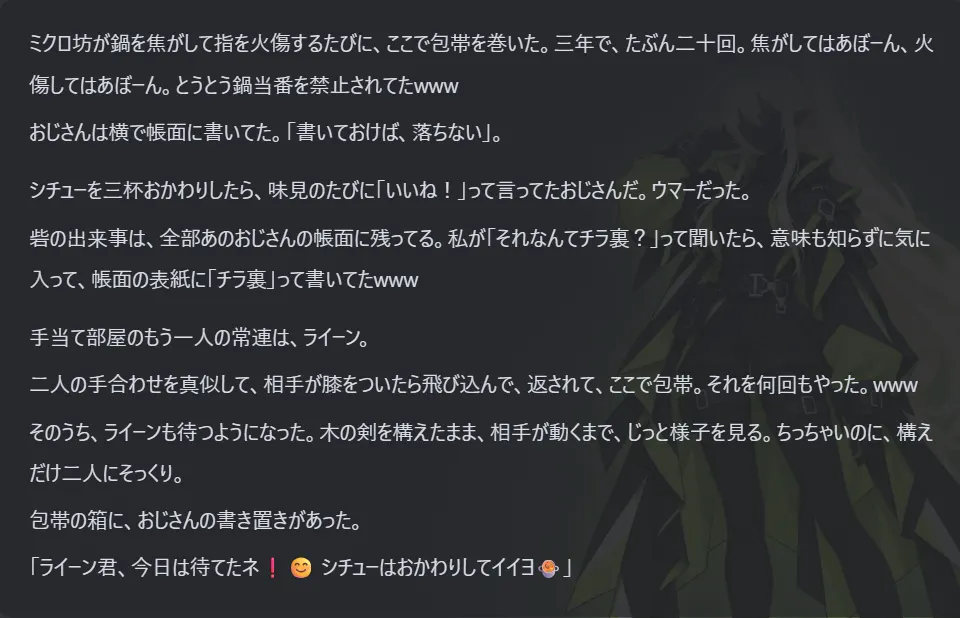 ミクロ坊が鍋を焦がして指を火傷するたびに、ここで包帯を巻いた。三年で、たぶん二十回。焦がしてはあぼーん、火
傷してはあぼーん。とうとう鍋当番を禁止されてたwww
おじさんは横で帳面に書いてた。「書いておけば、落ちない」。
シチューを三杯おかわりしたら、味見のたびに「いいね！」って言ってたおじさんだ。ウマーだった。
砦の出来事は、全部あのおじさんの帳面に残ってる。私が「それなんてチラ裏？」って聞いたら、意味も知らずに気に
入って、帳面の表紙に「チラ裏」って書いてたwww
手当て部屋のもう一人の常連は、ライーン。
二人の手合わせを真似して、相手が膝をついたら飛び込んで、返されて、ここで包帯。それを何回もやった。www
そのうち、ライーンも待つようになった。木の剣を構えたまま、相手が動くまで、じっと様子を見る。ちっちゃいのに、構え
だけ二人にそっくり。
包帯の箱に、おじさんの書き置きがあった。
「ライーン君、今日は待てたネ❗😊 シチューはおかわりしてイイヨ🍲」